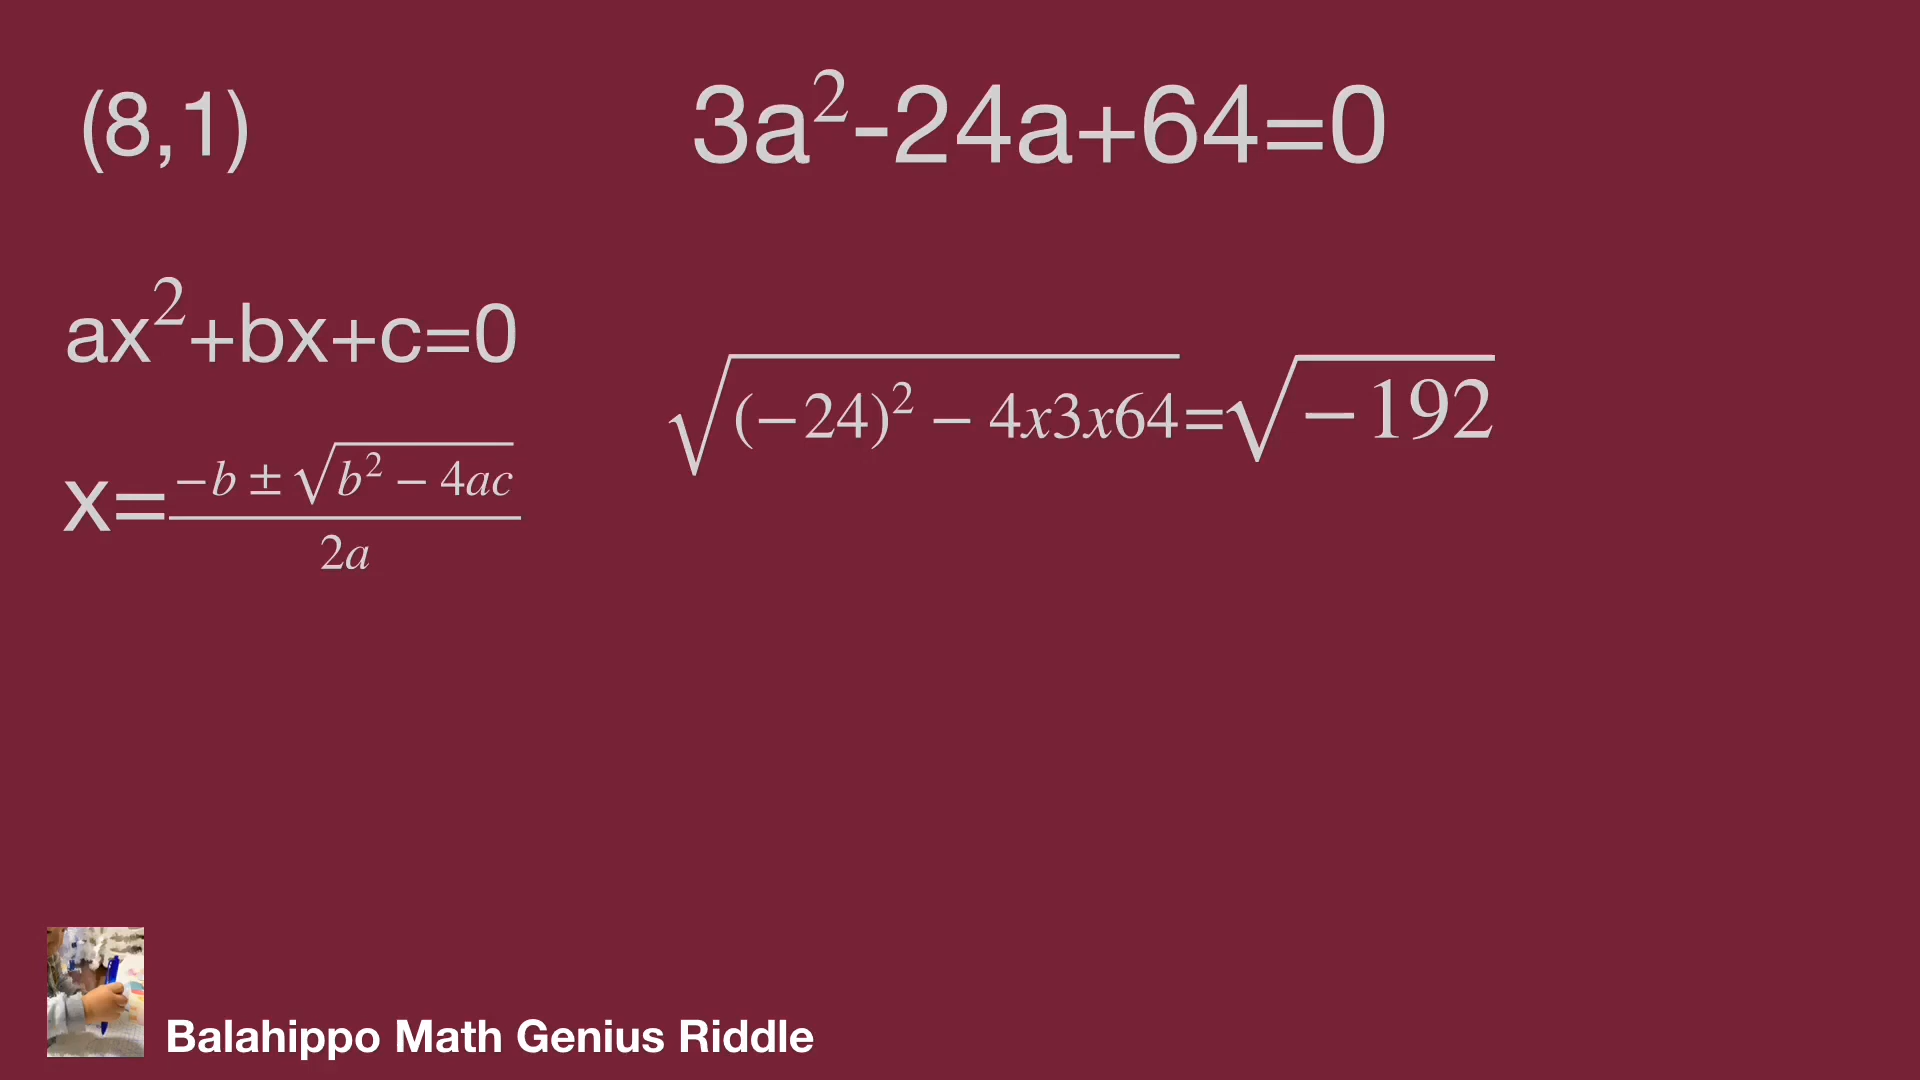 (8,1)
3a²-24a+64=0
ax²+bx+c=0
√(−24)² − 4x3x64=√−192
x=−b ± √b² − 4ac
2a
Balahippo Math Genius Riddle